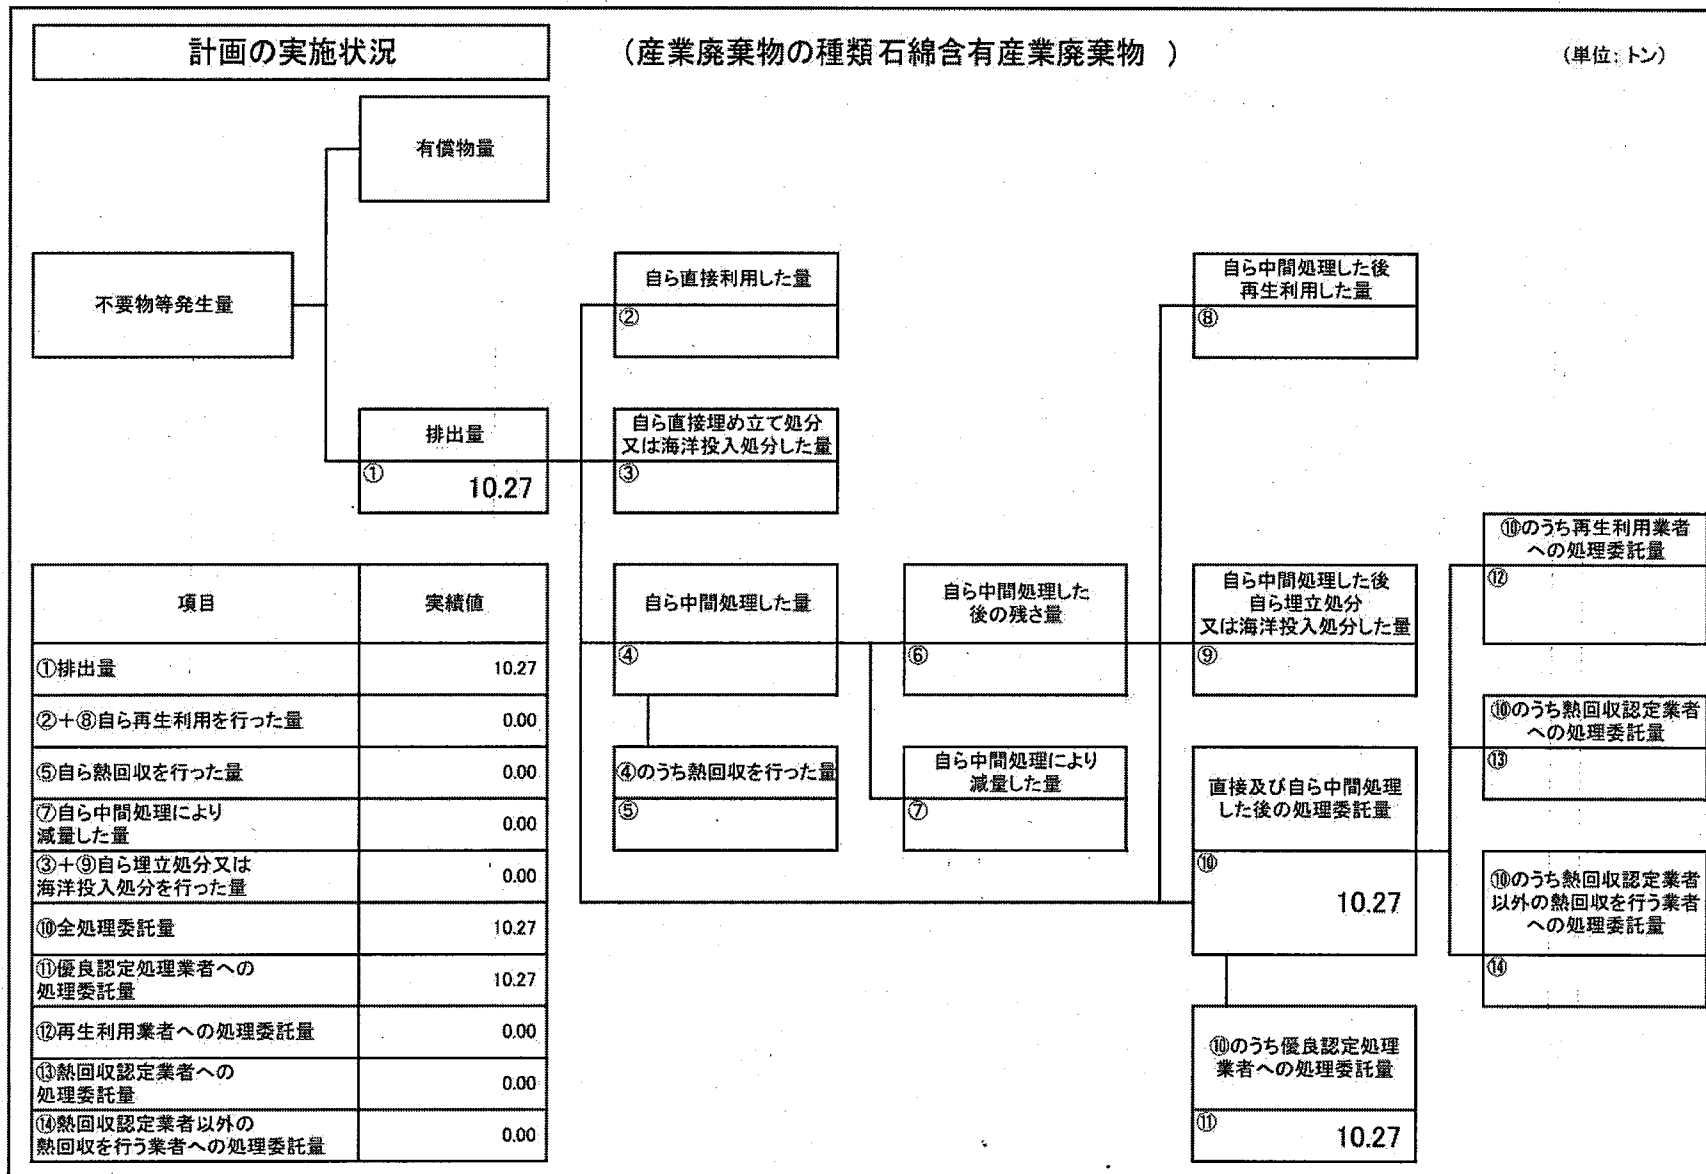 計画の実施状況
（産業廃棄物の種類 石綿含有産業廃棄物 ）
（単位：トン）
有償物量
不要物等発生量
自ら直接利用した量
②
自ら中間処理した後
再生利用した量
⑧
排出量
① 10.27
自ら直接埋め立て処分
又は海洋投入処分した量
③
⑩のうち再生利用業者
への処理委託量
⑫
自ら中間処理した量
④
自ら中間処理した
後の残さ量
⑥
自ら中間処理した後
自ら埋立処分
又は海洋投入処分した量
⑨
⑩のうち熱回収認定業者
への処理委託量
⑬
④のうち熱回収を行った量
⑤
自ら中間処理により
減量した量
⑦
直接及び自ら中間処理
した後の処理委託量
⑩ 10.27
⑩のうち熱回収認定業者
以外の熱回収を行う業者
への処理委託量
⑭
⑩のうち優良認定処理
業者への処理委託量
⑪ 10.27
項目 実績値
①排出量 10.27
②＋⑧自ら再生利用を行った量 0.00
⑤自ら熱回収を行った量 0.00
⑦自ら中間処理により
減量した量 0.00
③＋⑨自ら埋立処分又は
海洋投入処分を行った量 0.00
⑩全処理委託量 10.27
⑪優良認定処理業者への
処理委託量 10.27
⑫再生利用業者への処理委託量 0.00
⑬熱回収認定業者への
処理委託量 0.00
⑭熱回収認定業者以外の
熱回収を行う業者への処理委託量 0.00